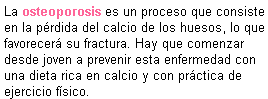 La osteoporosis es un proceso que consiste
en la pérdida del calcio de los huesos, lo que
favorecerá su fractura. Hay que comenzar
desde joven a prevenir esta enfermedad con
una dieta rica en calcio y con práctica de
ejercicio físico.